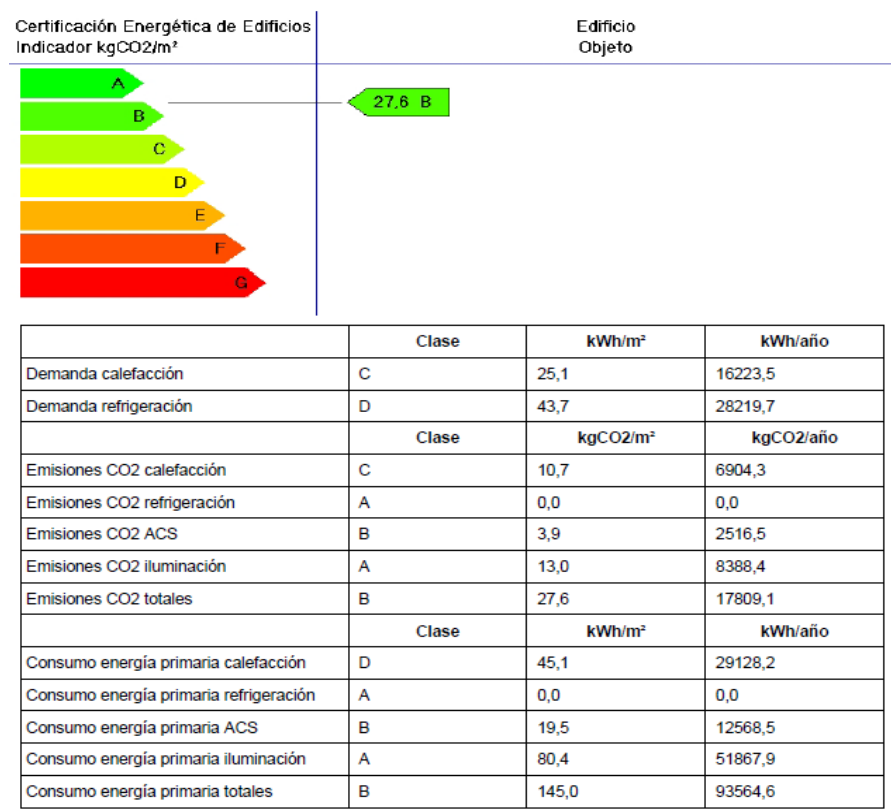 Certificación Energética de Edificios
Indicador kgCO2/m²
Edificio
Objeto
A
27,6 B
B
C
D
E
F
G
Clase kWh/m² kWh/año
Demanda calefacción C 25,1 16223,5
Demanda refrigeración D 43,7 28219,7
Clase kgCO2/m² kgCO2/año
Emisiones CO2 calefacción C 10,7 6904,3
Emisiones CO2 refrigeración A 0,0 0,0
Emisiones CO2 ACS B 3,9 2516,5
Emisiones CO2 iluminación A 13,0 8388,4
Emisiones CO2 totales B 27,6 17809,1
Clase kWh/m² kWh/año
Consumo energía primaria calefacción D 45,1 29128,2
Consumo energía primaria refrigeración A 0,0 0,0
Consumo energía primaria ACS B 19,5 12568,5
Consumo energía primaria iluminación A 80,4 51867,9
Consumo energía primaria totales B 145,0 93564,6